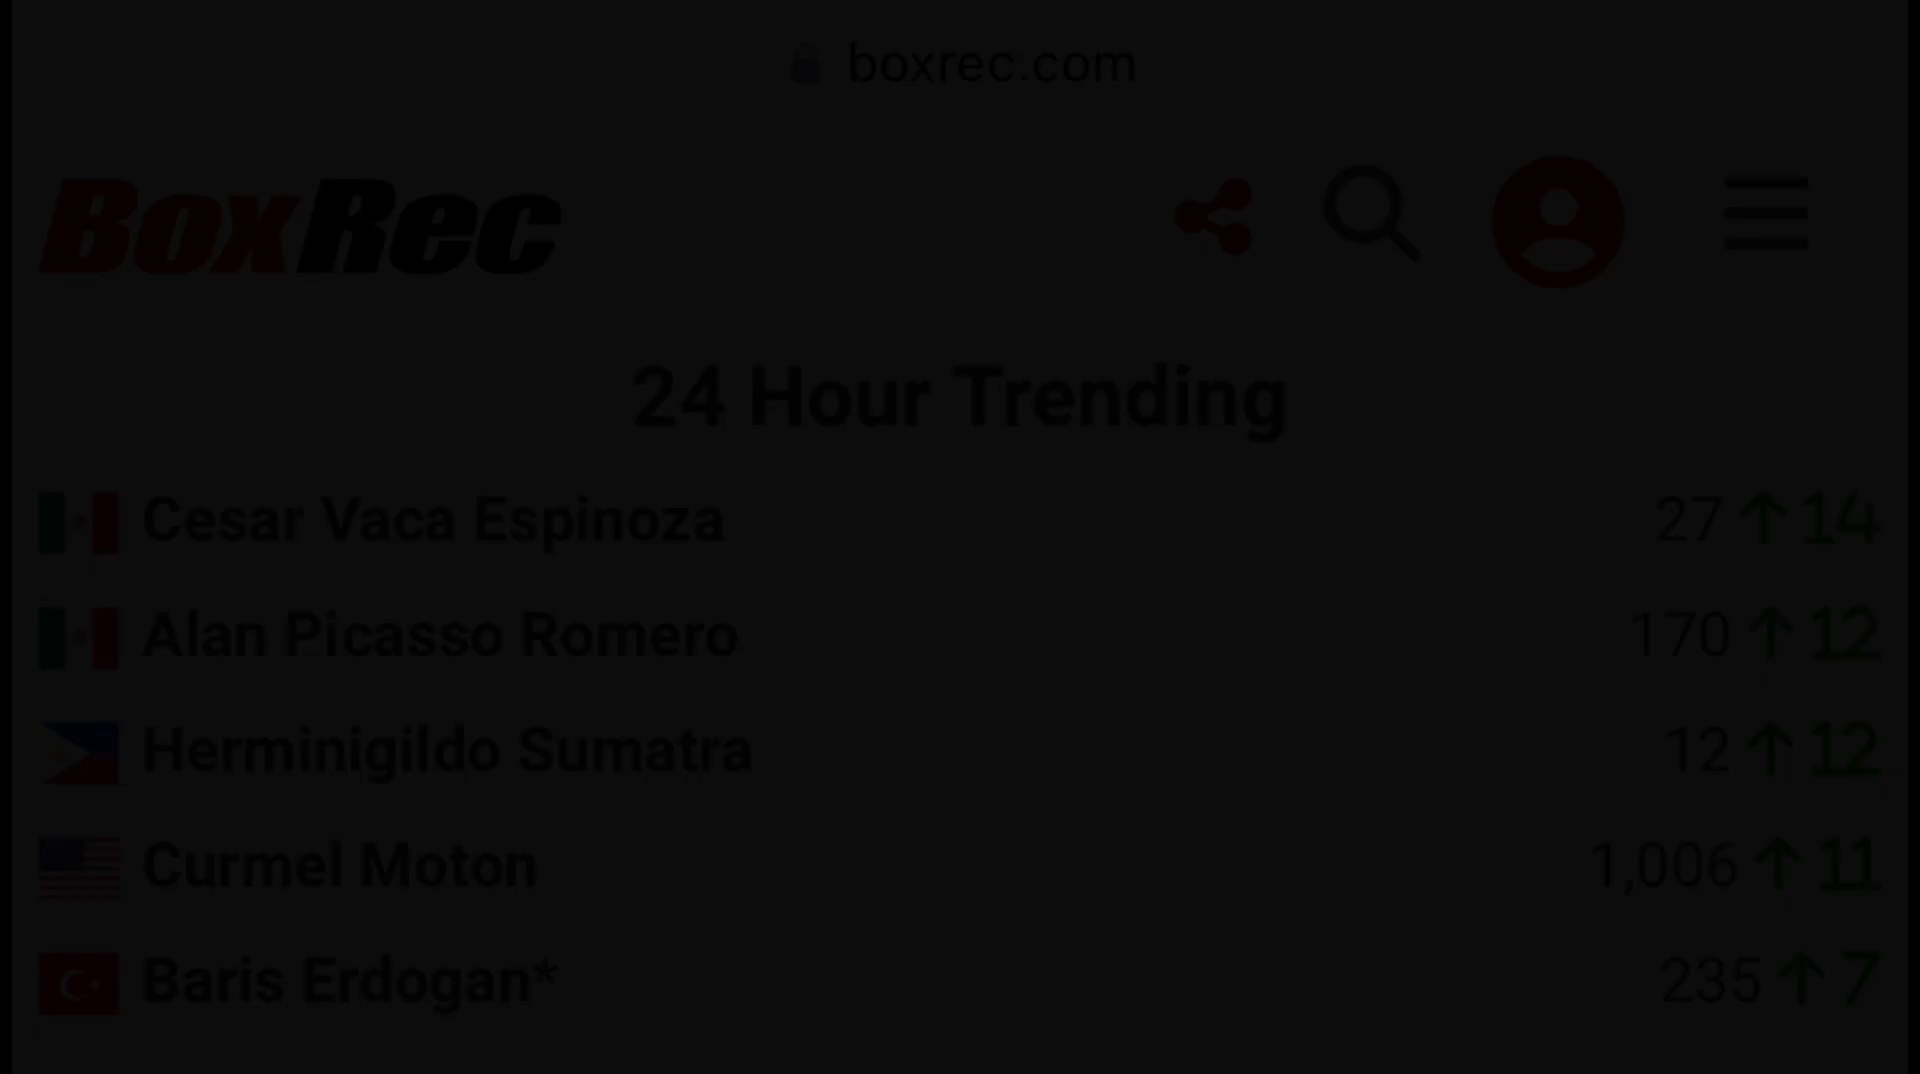 boxrec.com
BoxRec
24 Hour Trending
Cesar Vaca Espinoza 27 ↑ 14
Alan Picasso Romero 170 ↑ 12
Herminigildo Sumatra 12 ↑ 12
Curmel Moton 1,006 ↑ 11
Baris Erdogan* 235 ↑ 7